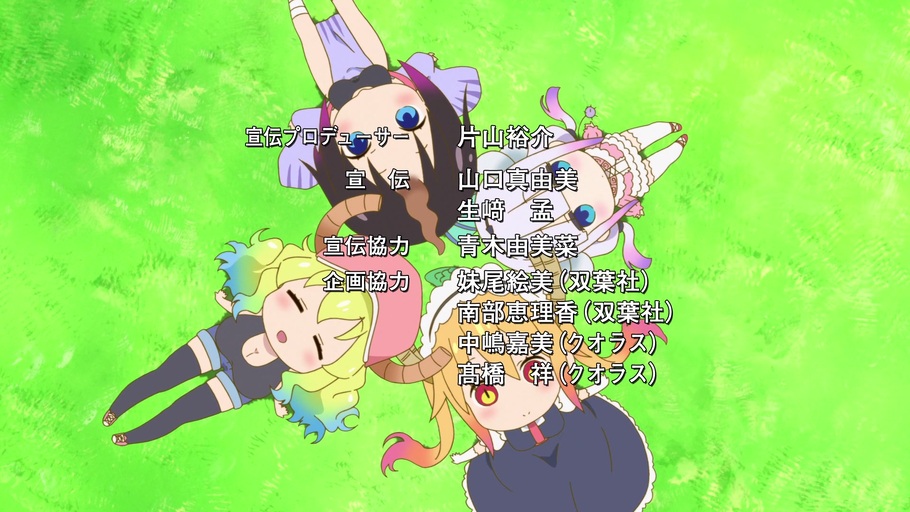 宣伝プロデューサー 片山裕介
宣 伝 山口真由美
生﨑 孟
宣伝協力 青木由美菜
企画協力 妹尾絵美(双葉社)
南部恵理香(双葉社)
中嶋嘉美(クオラス)
髙橋 祥(クオラス)